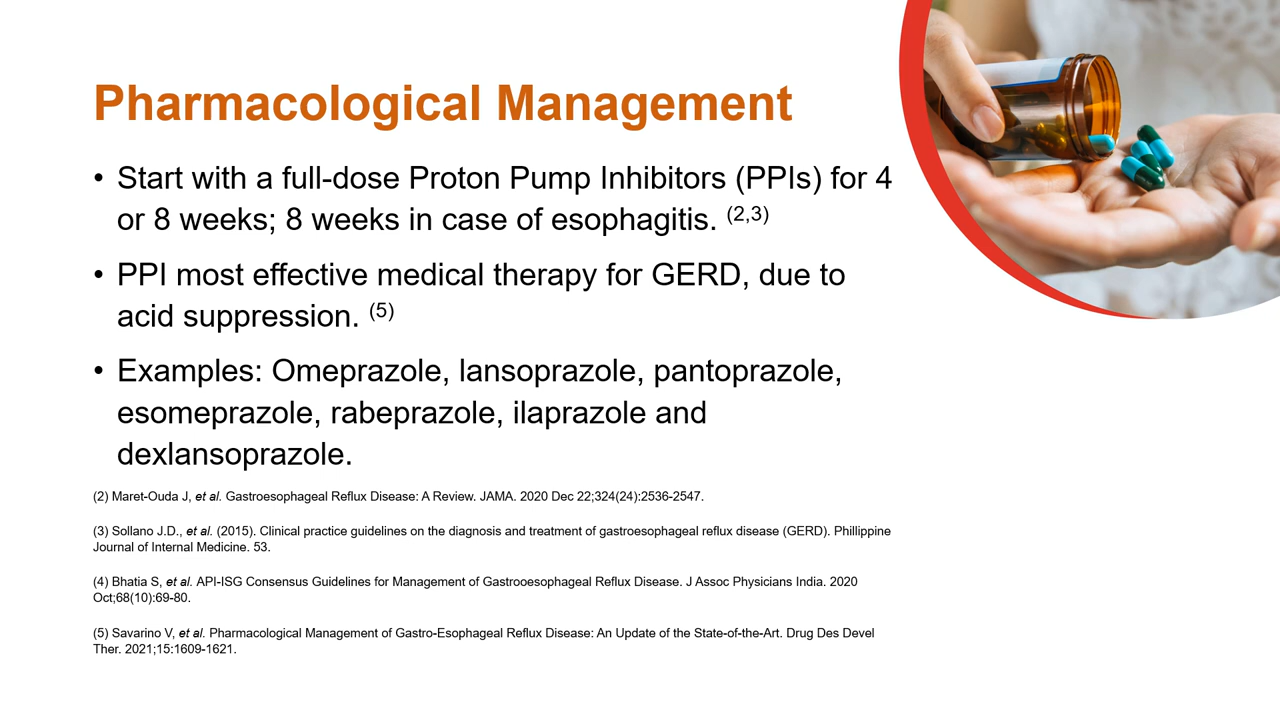 Pharmacological Management
• Start with a full-dose Proton Pump Inhibitors (PPIs) for 4
or 8 weeks; 8 weeks in case of esophagitis. (2,3)
• PPI most effective medical therapy for GERD, due to
acid suppression. (5)
• Examples: Omeprazole, lansoprazole, pantoprazole,
esomeprazole, rabeprazole, ilaprazole and
dexlansoprazole.
(2) Maret-Ouda J, et al. Gastroesophageal Reflux Disease: A Review. JAMA. 2020 Dec 22;324(24):2536-2547.
(3) Sollano J.D., et al. (2015). Clinical practice guidelines on the diagnosis and treatment of gastroesophageal reflux disease (GERD). Phillippine
Journal of Internal Medicine. 53.
(4) Bhatia S, et al. API-ISG Consensus Guidelines for Management of Gastrooesophageal Reflux Disease. J Assoc Physicians India. 2020
Oct;68(10):69-80.
(5) Savarino V, et al. Pharmacological Management of Gastro-Esophageal Reflux Disease: An Update of the State-of-the-Art. Drug Des Devel
Ther. 2021;15:1609-1621.